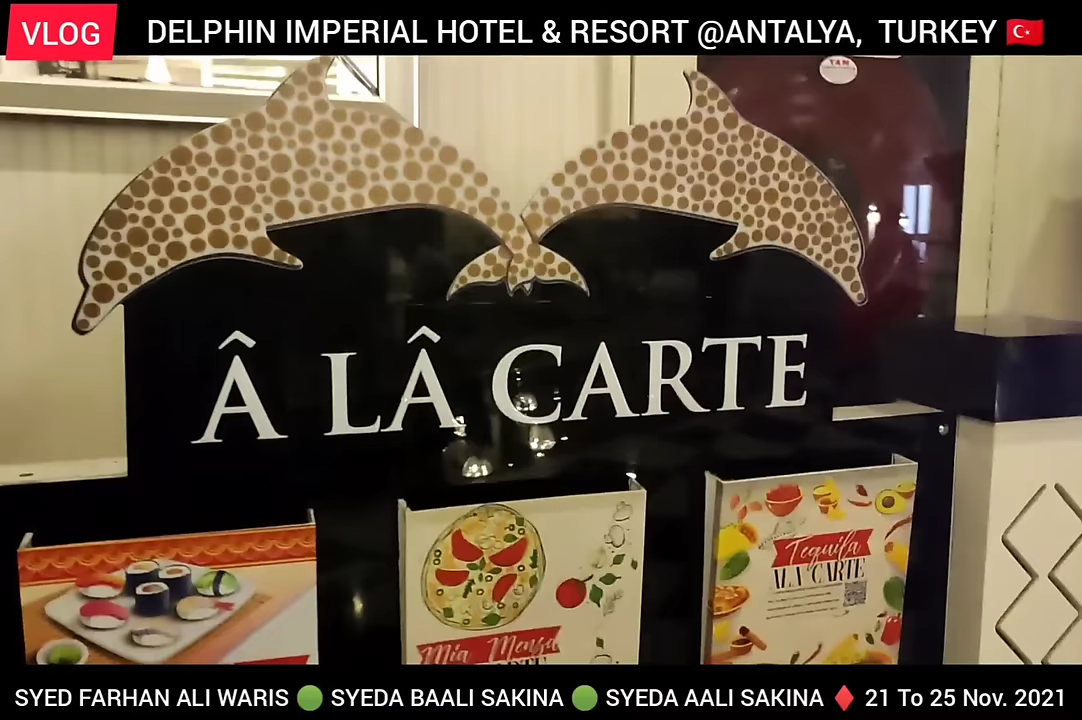 VLOG
DELPHIN IMPERIAL HOTEL & RESORT @ANTALYA, TURKEY
Â LÂ CARTE
Tequila
ALA CARTE
Mia Mensa
SYED FARHAN ALI WARIS SYEDA BAALI SAKINA SYEDA AALI SAKINA 21 To 25 Nov. 2021